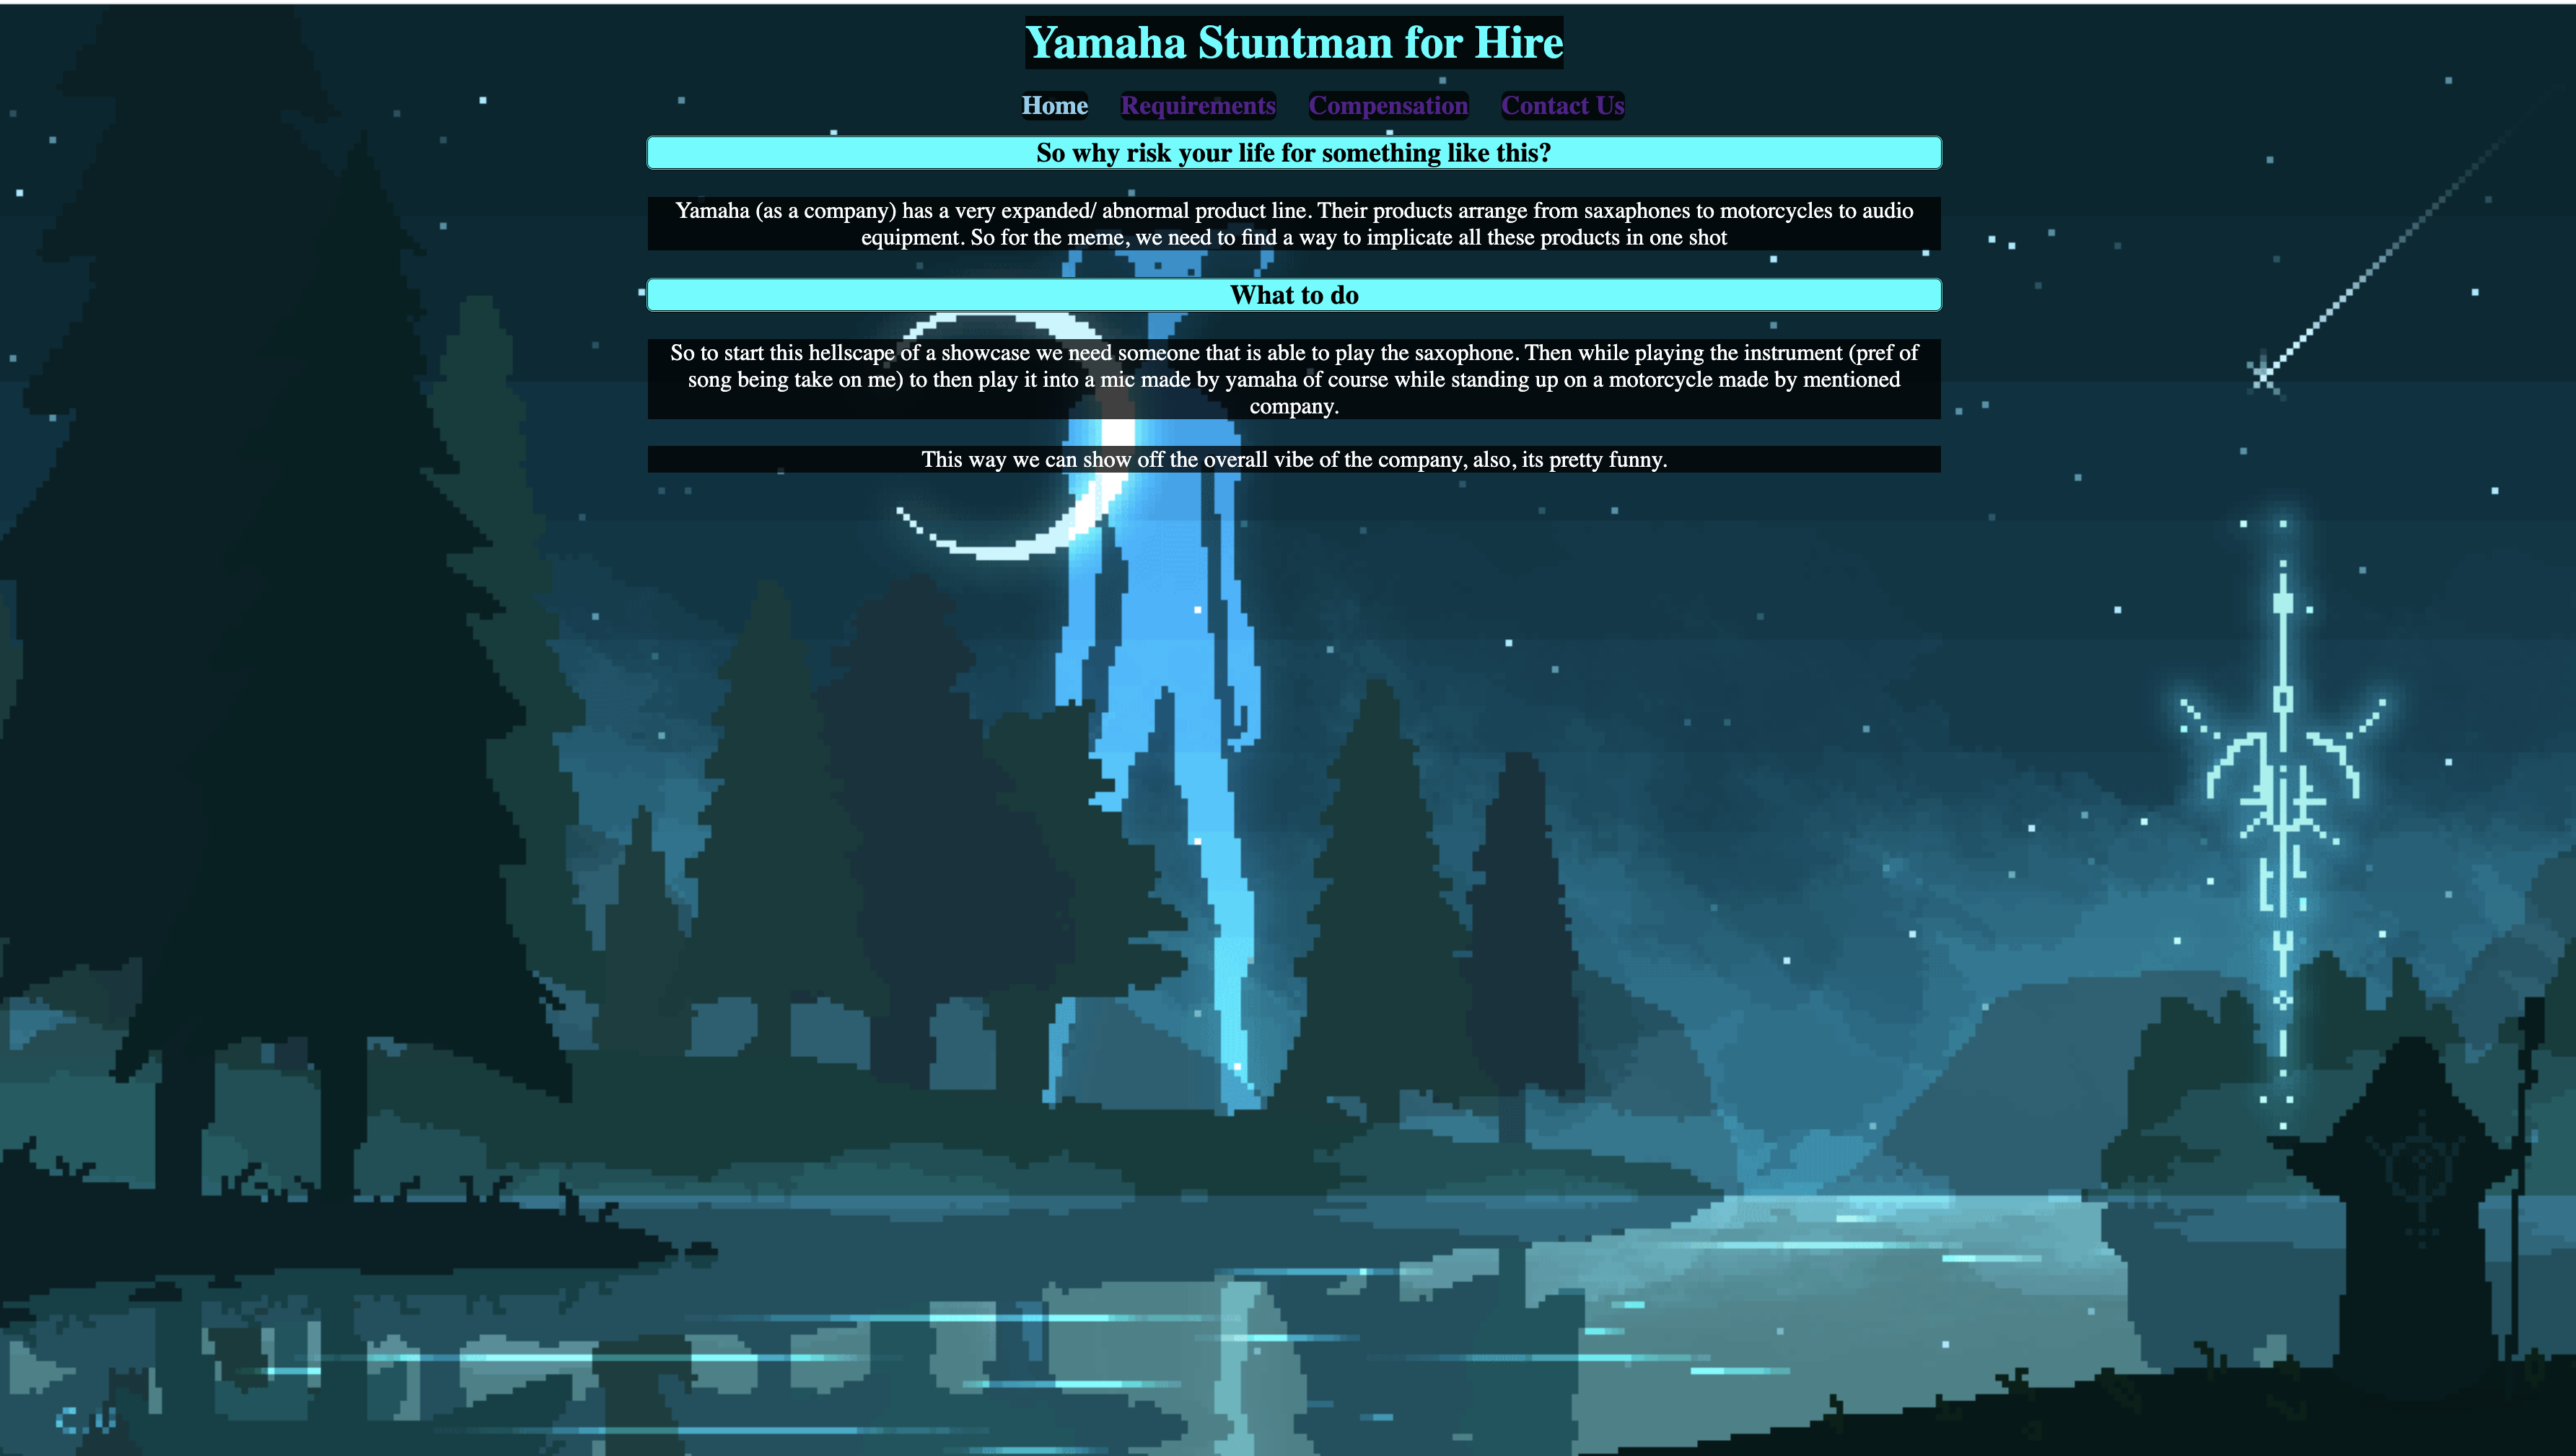 Yamaha Stuntman for Hire
Home Requirements Compensation Contact Us
So why risk your life for something like this?
Yamaha (as a company) has a very expanded/ abnormal product line. Their products arrange from saxaphones to motorcycles to audio
equipment. So for the meme, we need to find a way to implicate all these products in one shot
What to do
So to start this hellscape of a showcase we need someone that is able to play the saxophone. Then while playing the instrument (pref of
song being take on me) to then play it into a mic made by yamaha of course while standing up on a motorcycle made by mentioned
company.
This way we can show off the overall vibe of the company, also, its pretty funny.